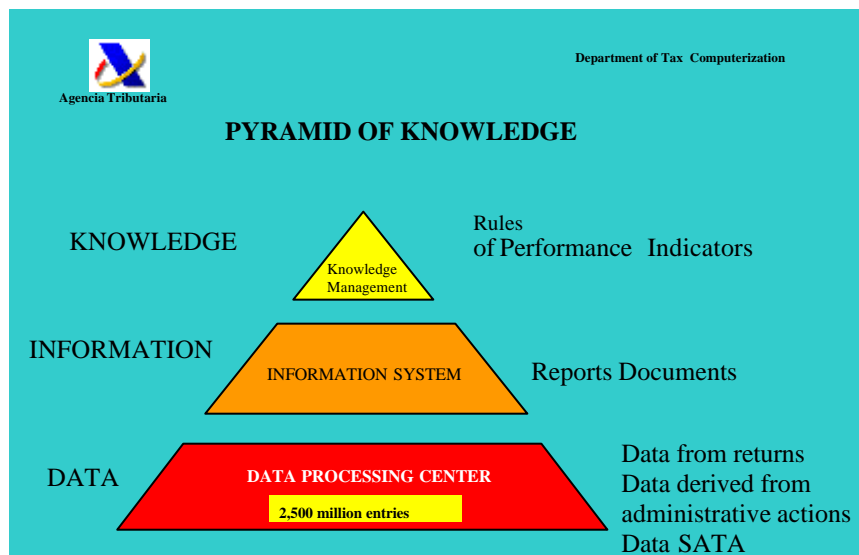 Department of Tax Computerization
Agencia Tributaria
PYRAMID OF KNOWLEDGE
KNOWLEDGE
Knowledge
Management
Rules
of Performance Indicators
INFORMATION
INFORMATION SYSTEM
Reports Documents
DATA
DATA PROCESSING CENTER
2,500 million entries
Data from returns
Data derived from
administrative actions
Data SATA